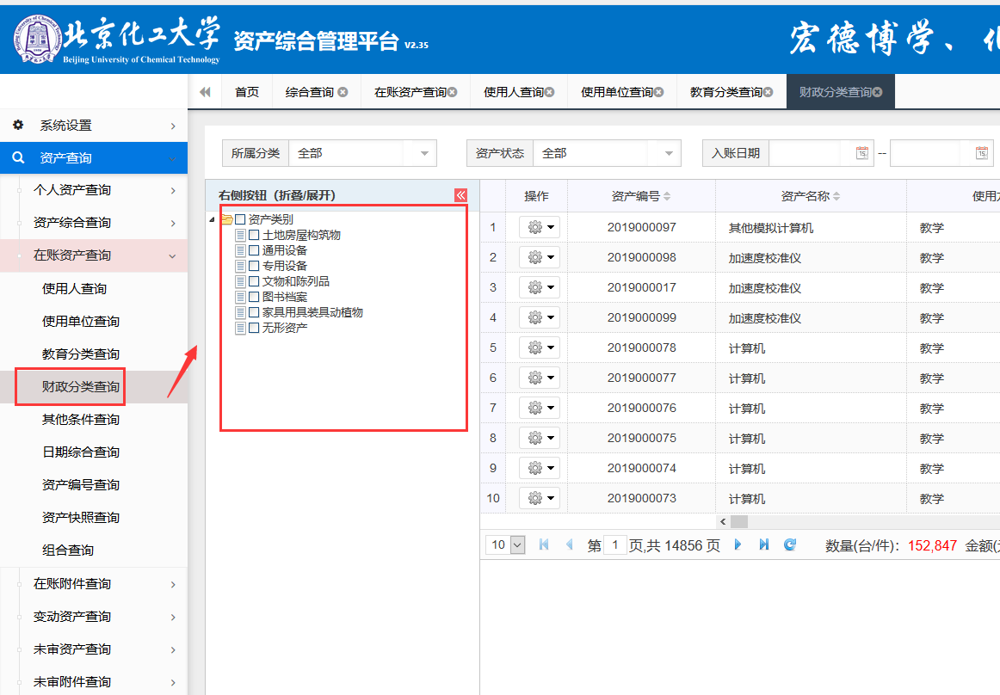 北京化工大学
Beijing University of Chemical Technology
资产综合管理平台 V2.35
宏德博学、
首页 综合查询 在账资产查询 使用人查询 使用单位查询 教育分类查询 财政分类查询
系统设置
资产查询
个人资产查询
资产综合查询
在账资产查询
使用人查询
使用单位查询
教育分类查询
财政分类查询
其他条件查询
日期综合查询
资产编号查询
资产快照查询
组合查询
在账附件查询
变动资产查询
未审资产查询
未审附件查询
所属分类 全部 资产状态 全部 入账日期 15 -- 15
右侧按钮（折叠/展开）
资产类别
土地房屋构筑物
通用设备
专用设备
文物和陈列品
图书档案
家具用具装具动植物
无形资产
操作 资产编号 资产名称 使用
1 2019000097 其他模拟计算机 教学
2 2019000098 加速度校准仪 教学
3 2019000017 加速度校准仪 教学
4 2019000099 加速度校准仪 教学
5 2019000078 计算机 教学
6 2019000077 计算机 教学
7 2019000076 计算机 教学
8 2019000075 计算机 教学
9 2019000074 计算机 教学
10 2019000073 计算机 教学
10 第 1 页,共 14856 页 数量(台/件)：152,847 金额(